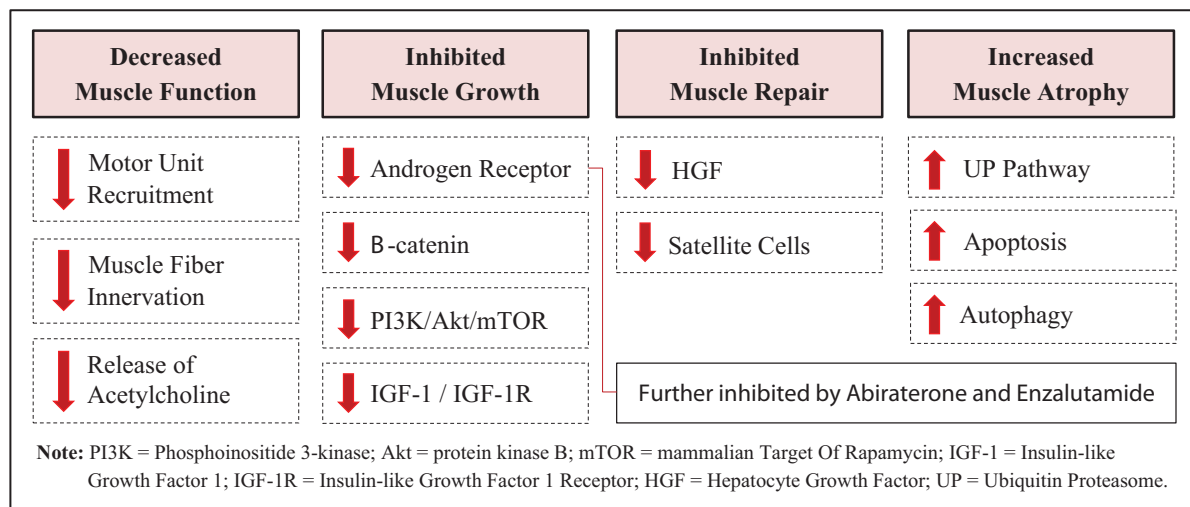 Decreased
Muscle Function
Motor Unit
Recruitment
Muscle Fiber
Innervation
Release of
Acetylcholine
Inhibited
Muscle Growth
Androgen Receptor
B-catenin
PI3K/Akt/mTOR
IGF-1 / IGF-1R
Inhibited
Muscle Repair
HGF
Satellite Cells
Increased
Muscle Atrophy
UP Pathway
Apoptosis
Autophagy
Further inhibited by Abiraterone and Enzalutamide
Note: PI3K = Phosphoinositide 3-kinase; Akt = protein kinase B; mTOR = mammalian Target Of Rapamycin; IGF-1 = Insulin-like
Growth Factor 1; IGF-1R = Insulin-like Growth Factor 1 Receptor; HGF = Hepatocyte Growth Factor; UP = Ubiquitin Proteasome.